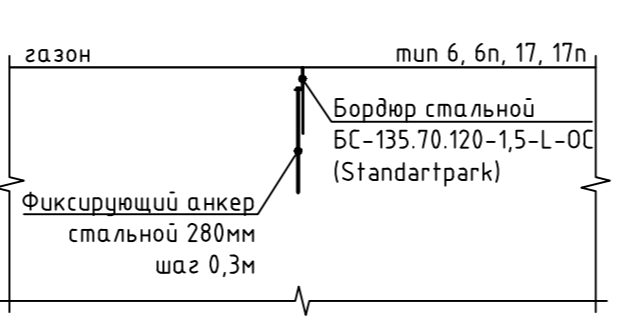 газон
тип 6, 6п, 17, 17п
Бордюр стальной
БС-135.70.120-1,5-L-ОС
(Standartpark)
Фиксирующий анкер
стальной 280мм
шаг 0,3м